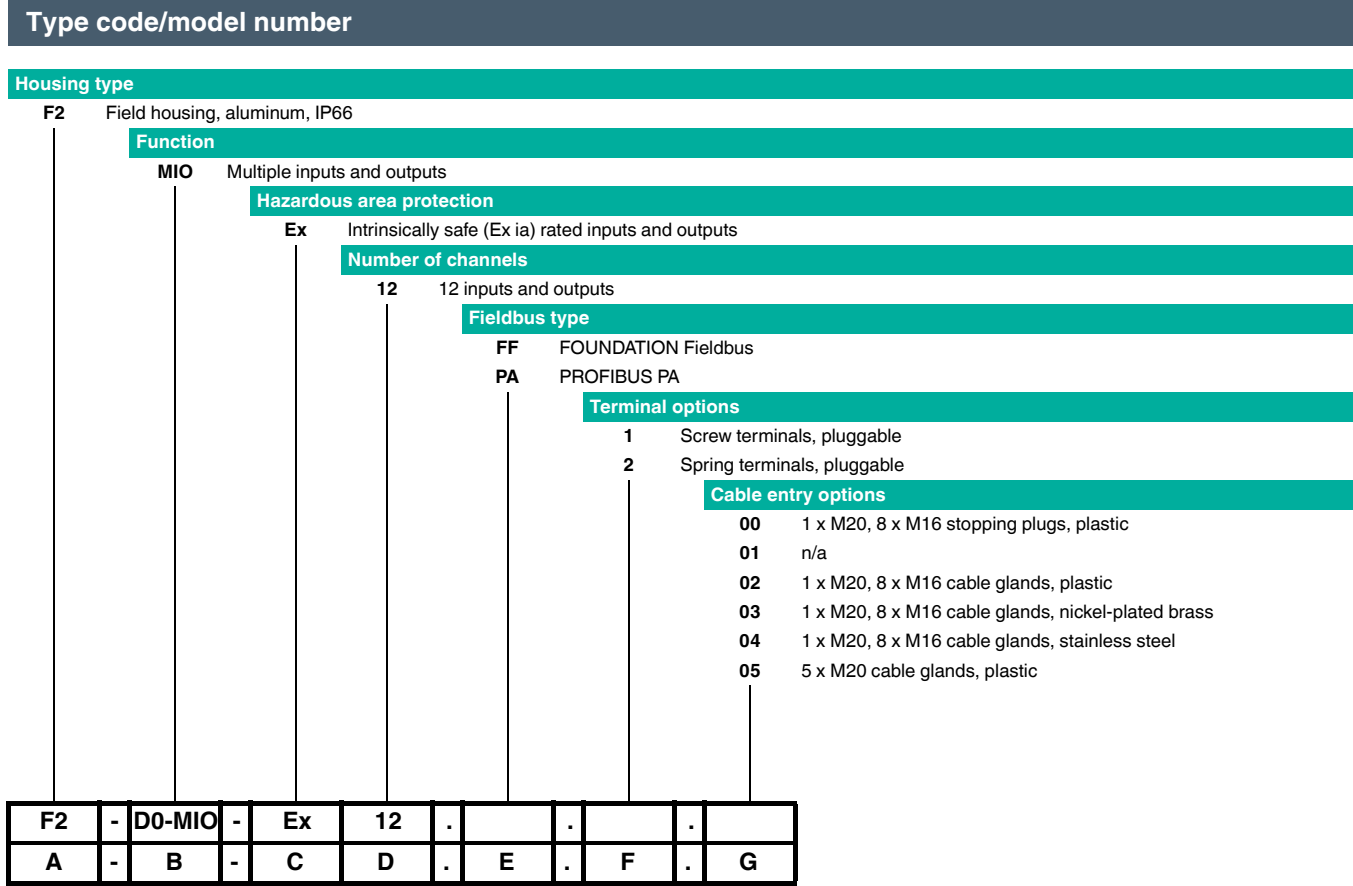 Type code/model number
Housing type
F2 Field housing, aluminum, IP66
Function
MIO Multiple inputs and outputs
Hazardous area protection
Ex Intrinsically safe (Ex ia) rated inputs and outputs
Number of channels
12 12 inputs and outputs
Fieldbus type
FF FOUNDATION Fieldbus
PA PROFIBUS PA
Terminal options
1 Screw terminals, pluggable
2 Spring terminals, pluggable
Cable entry options
00 1 x M20, 8 x M16 stopping plugs, plastic
01 n/a
02 1 x M20, 8 x M16 cable glands, plastic
03 1 x M20, 8 x M16 cable glands, nickel-plated brass
04 1 x M20, 8 x M16 cable glands, stainless steel
05 5 x M20 cable glands, plastic
F2 - D0-MIO - Ex 12 . . .
A - B - C D . E . F . G